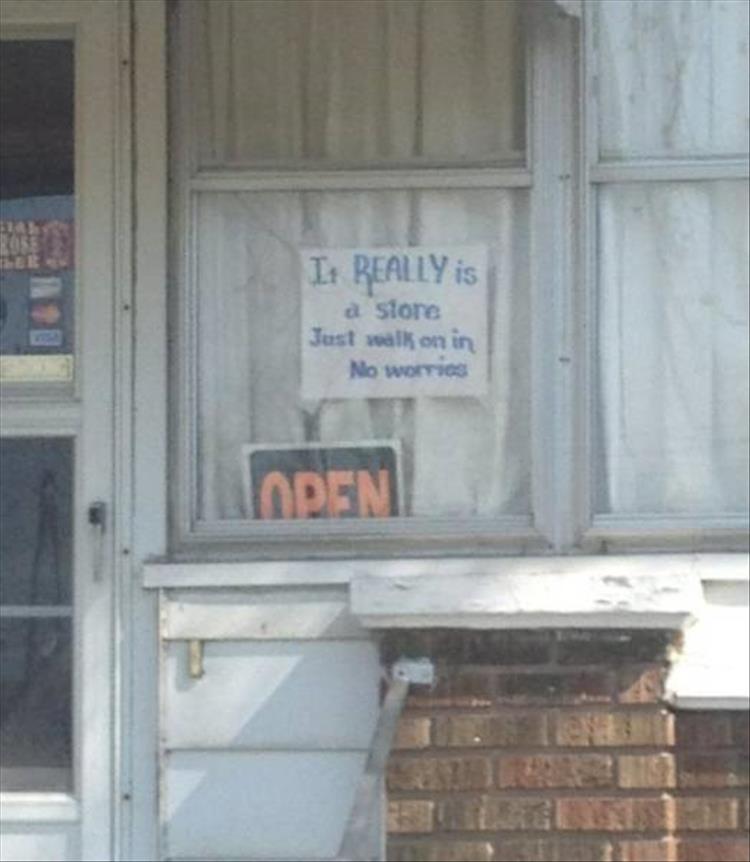 It REALLY is
a store
Just walk on in
No worries
OPEN
VISA